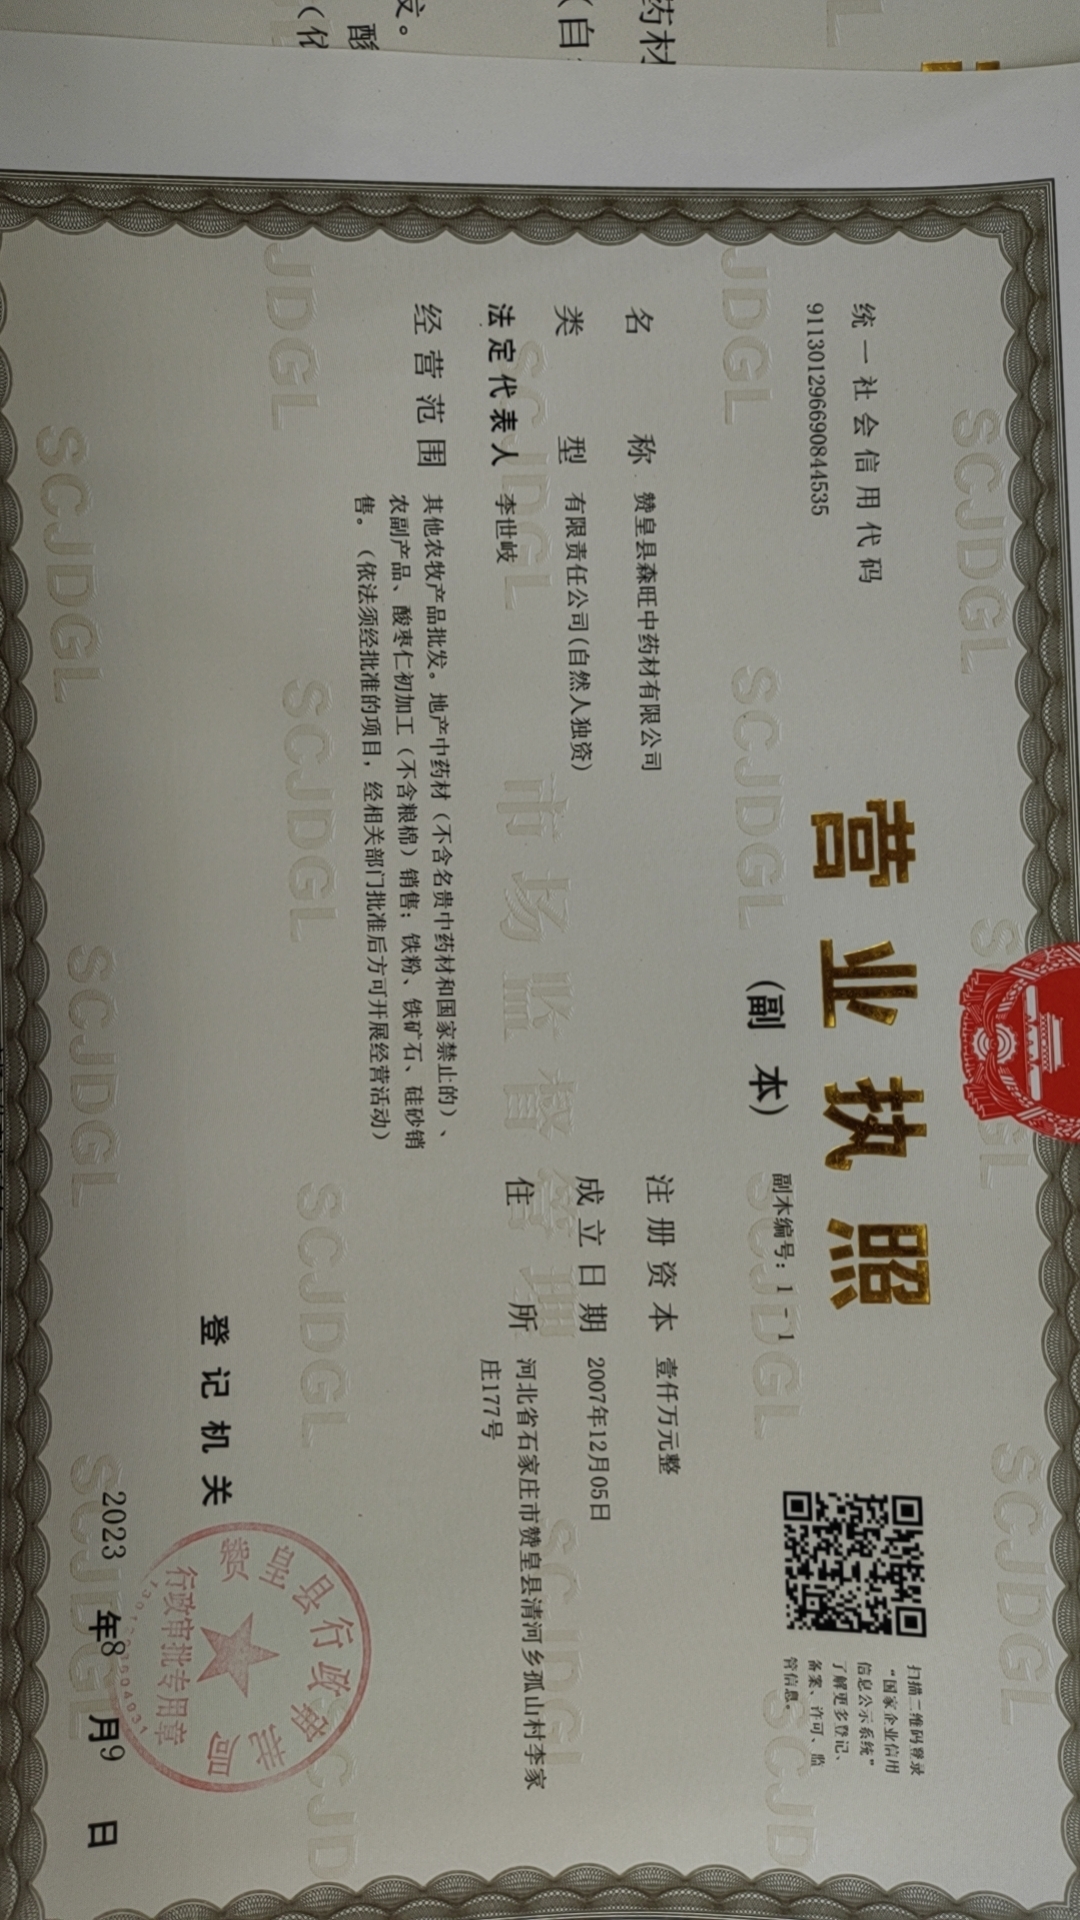 统一社会信用代码
911301296690844535
营业执照
（副 本）
副本编号：1 - 1
扫描二维码登录
“国家企业信用
信息公示系统”
了解更多登记、
备案、许可、监
管信息。
名 称 赞皇县森旺中药材有限公司
类 型 有限责任公司(自然人独资)
法定代表人 李世岐
经营范围 其他农牧产品批发。地产中药材（不含名贵中药材和国家禁止的）、
农副产品、酸枣仁初加工（不含粮棉）销售；铁粉、铁矿石、硅砂销
售。（依法须经批准的项目，经相关部门批准后方可开展经营活动）
注册资本 壹仟万元整
成立日期 2007年12月05日
住 所 河北省石家庄市赞皇县清河乡孤山村李家
庄177号
登记机关
赞皇县行政审批局
行政审批专用章
2023 年8 月9 日
市场监督管理
SCJDGL
药材
（自
发。
酸
（依